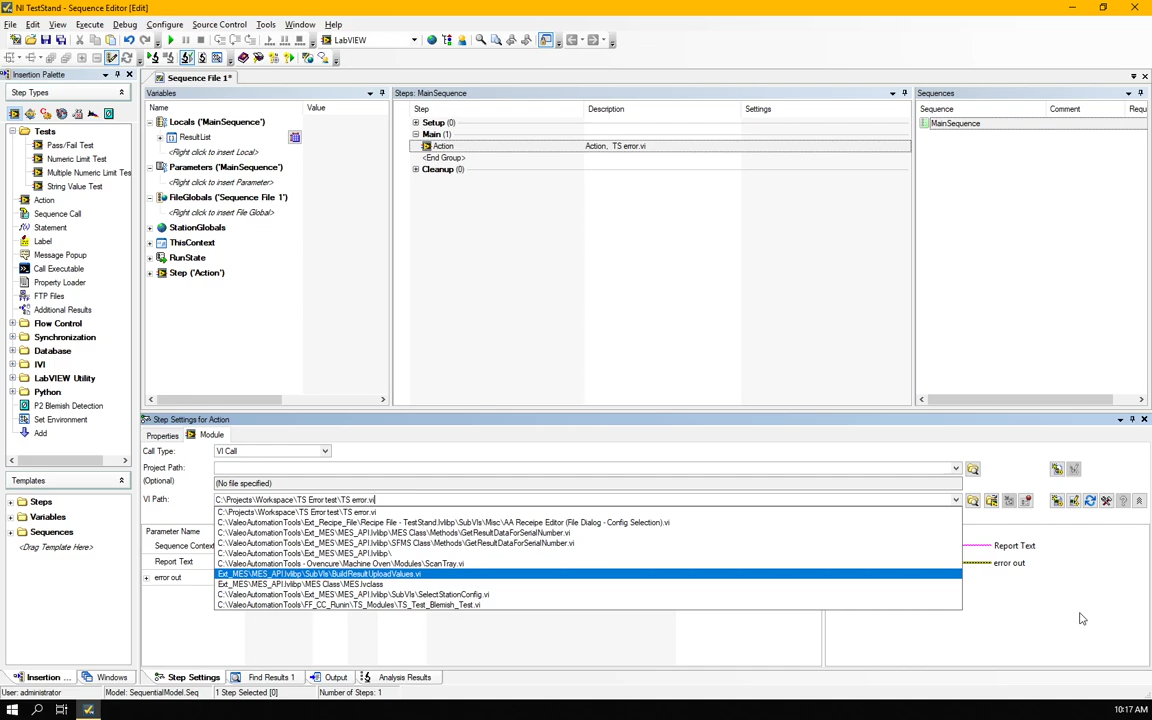 NI TestStand - Sequence Editor [Edit]
File Edit View Execute Debug Configure Source Control Tools Window Help
LabVIEW
Insertion Palette
Step Types
Tests
Pass/Fail Test
Numeric Limit Test
Multiple Numeric Limit Tes
String Value Test
Action
Sequence Call
Statement
Label
Message Popup
Call Executable
Property Loader
FTP Files
Additional Results
Flow Control
Synchronization
Database
IVI
LabVIEW Utility
Python
P2 Blemish Detection
Set Environment
Add
Templates
Steps
Variables
Sequences
<Drag Template Here>
Insertion ... Windows
Sequence File 1*
Variables
Name Value
Locals ('MainSequence')
ResultList
<Right click to insert Local>
Parameters ('MainSequence')
<Right click to insert Parameter>
FileGlobals ('Sequence File 1')
<Right click to insert File Global>
StationGlobals
ThisContext
RunState
Step ('Action')
Steps: MainSequence
Step Description Settings
Setup (0)
Main (1)
Action Action, TS error.vi
<End Group>
Cleanup (0)
Sequences
Sequence Comment Requ
MainSequence
Step Settings for Action
Properties Module
Call Type: VI Call
Project Path:
(Optional) (No file specified)
VI Path: C:\Projects\Workspace\TS Error test\TS error.vi
C:\Projects\Workspace\TS Error test\TS error.vi
C:\ValeoAutomationTools\Ext_Recipe_File\Recipe File - TestStand.lvlibp\SubVIs\Misc\AA Receipe Editor (File Dialog - Config Selection).vi
C:\ValeoAutomationTools\Ext_MES\MES_API.lvlibp\MES Class\Methods\GetResultDataForSerialNumber.vi
C:\ValeoAutomationTools\Ext_MES\MES_API.lvlibp\SFMS Class\Methods\GetResultDataForSerialNumber.vi
C:\ValeoAutomationTools\Ext_MES\MES_API.lvlibp\
C:\ValeoAutomationTools - Ovencure\Machine Oven\Modules\ScanTray.vi
Ext_MES\MES_API.lvlibp\SubVIs\BuildResultUploadValues.vi
Ext_MES\MES_API.lvlibp\MES Class\MES.lvclass
C:\ValeoAutomationTools\Ext_MES\MES_API.lvlibp\SubVIs\SelectStationConfig.vi
C:\ValeoAutomationTools\FF_CC_Runin\TS_Modules\TS_Test_Blemish_Test.vi
Parameter Name
Sequence Context
Report Text
error out
Report Text
error out
Step Settings Find Results 1 Output Analysis Results
User: administrator Model: SequentialModel.Seq 1 Step Selected [0] Number of Steps: 1
10:17 AM